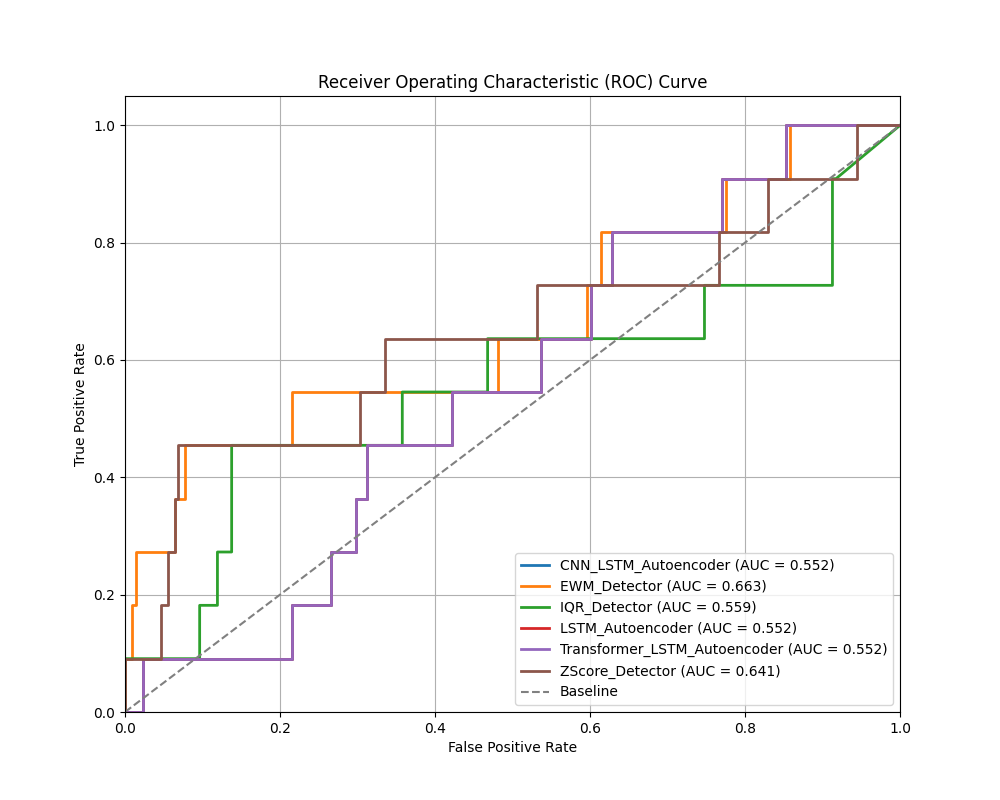 Receiver Operating Characteristic (ROC) Curve
True Positive Rate
1.0
0.8
0.6
0.4
0.2
0.0
0.0 0.2 0.4 0.6 0.8 1.0
False Positive Rate
CNN_LSTM_Autoencoder (AUC = 0.552)
EWM_Detector (AUC = 0.663)
IQR_Detector (AUC = 0.559)
LSTM_Autoencoder (AUC = 0.552)
Transformer_LSTM_Autoencoder (AUC = 0.552)
ZScore_Detector (AUC = 0.641)
Baseline